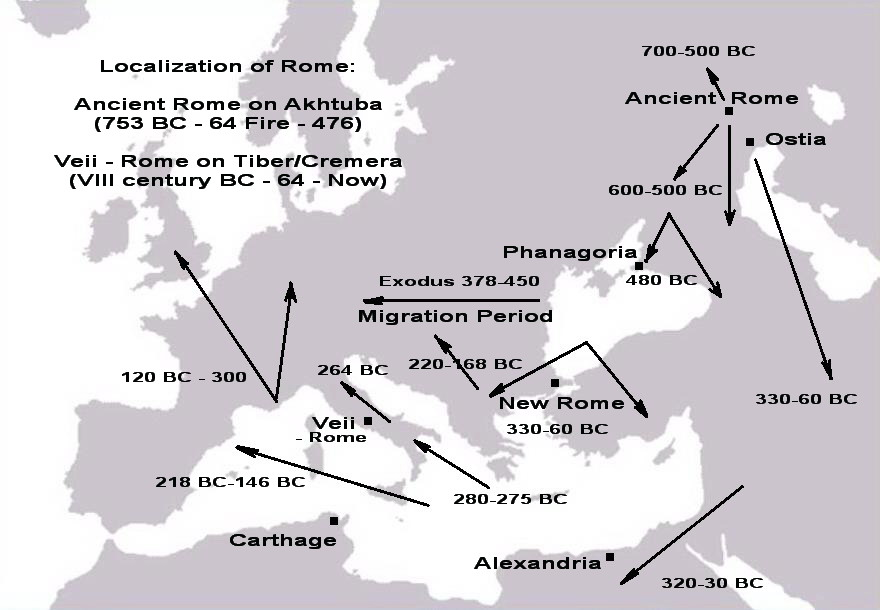 Localization of Rome:
Ancient Rome on Akhtuba
(753 BC - 64 Fire - 476)
Veii - Rome on Tiber/Cremera
(VIII century BC - 64 - Now)
700-500 BC
Ancient Rome
Ostia
600-500 BC
Phanagoria
480 BC
Exodus 378-450
Migration Period
120 BC - 300
264 BC
220-168 BC
New Rome
330-60 BC
330-60 BC
Veii
- Rome
218 BC-146 BC
280-275 BC
Carthage
Alexandria
320-30 BC